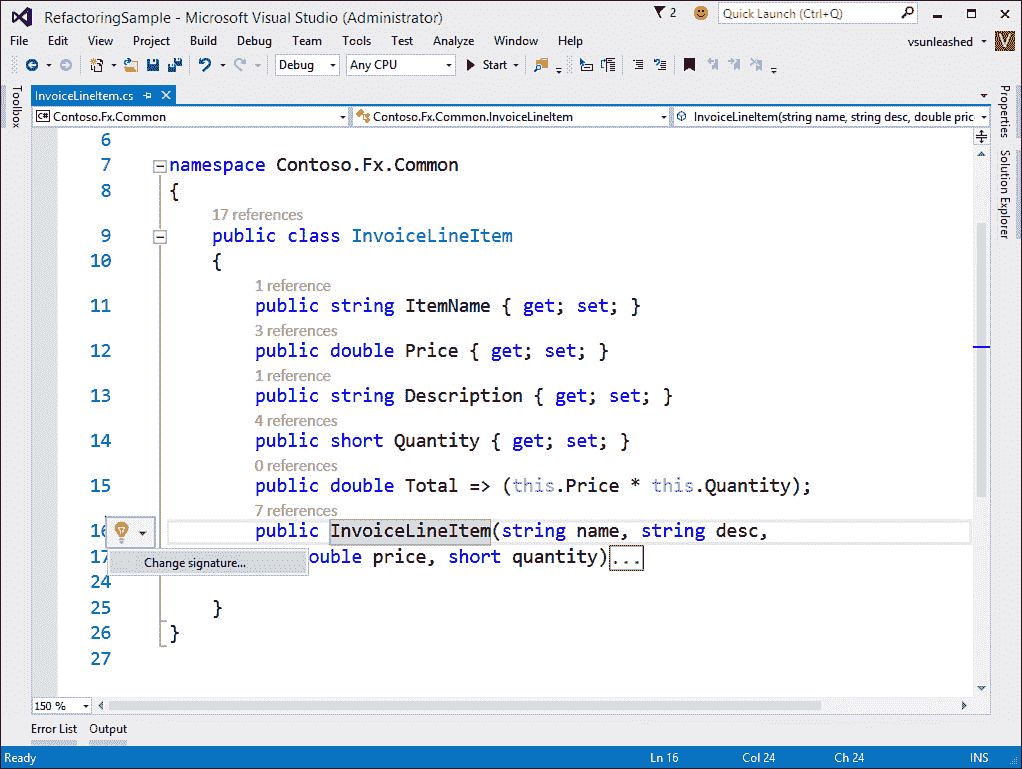 RefactoringSample - Microsoft Visual Studio (Administrator)
2
Quick Launch (Ctrl+Q)
File Edit View Project Build Debug Team Tools Test Analyze Window Help
vsunleashed
Debug
Any CPU
Start
Toolbox
InvoiceLineItem.cs
Properties
Solution Explorer
C# Contoso.Fx.Common
Contoso.Fx.Common.InvoiceLineItem
InvoiceLineItem(string name, string desc, double pric
6
7 namespace Contoso.Fx.Common
8 {
17 references
9 public class InvoiceLineItem
10 {
1 reference
11 public string ItemName { get; set; }
3 references
12 public double Price { get; set; }
1 reference
13 public string Description { get; set; }
4 references
14 public short Quantity { get; set; }
0 references
15 public double Total => (this.Price * this.Quantity);
7 references
16 public InvoiceLineItem(string name, string desc,
17 ouble price, short quantity)...
Change signature...
24
25 }
26 }
27
150 %
Error List Output
Ready Ln 16 Col 24 Ch 24 INS